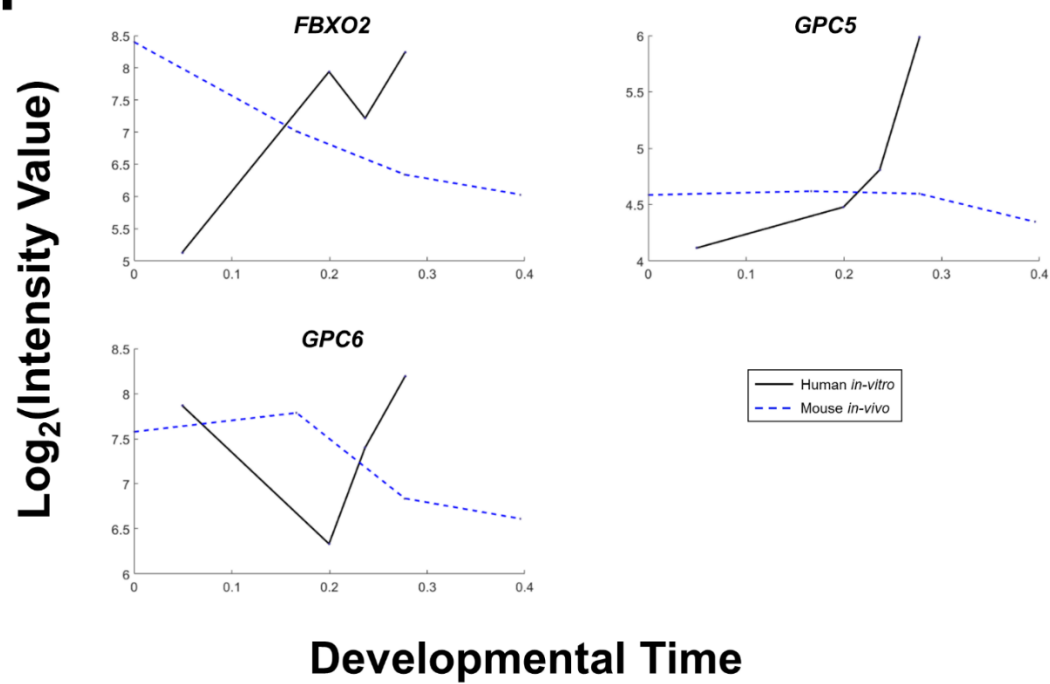 FBXO2
8.5
8
7.5
7
6.5
6
5.5
5
0 0.1 0.2 0.3 0.4
GPC5
6
5.5
5
4.5
4
0 0.1 0.2 0.3 0.4
GPC6
8.5
8
7.5
7
6.5
6
0 0.1 0.2 0.3 0.4
Human in-vitro
Mouse in-vivo
Log₂(Intensity Value)
Developmental Time